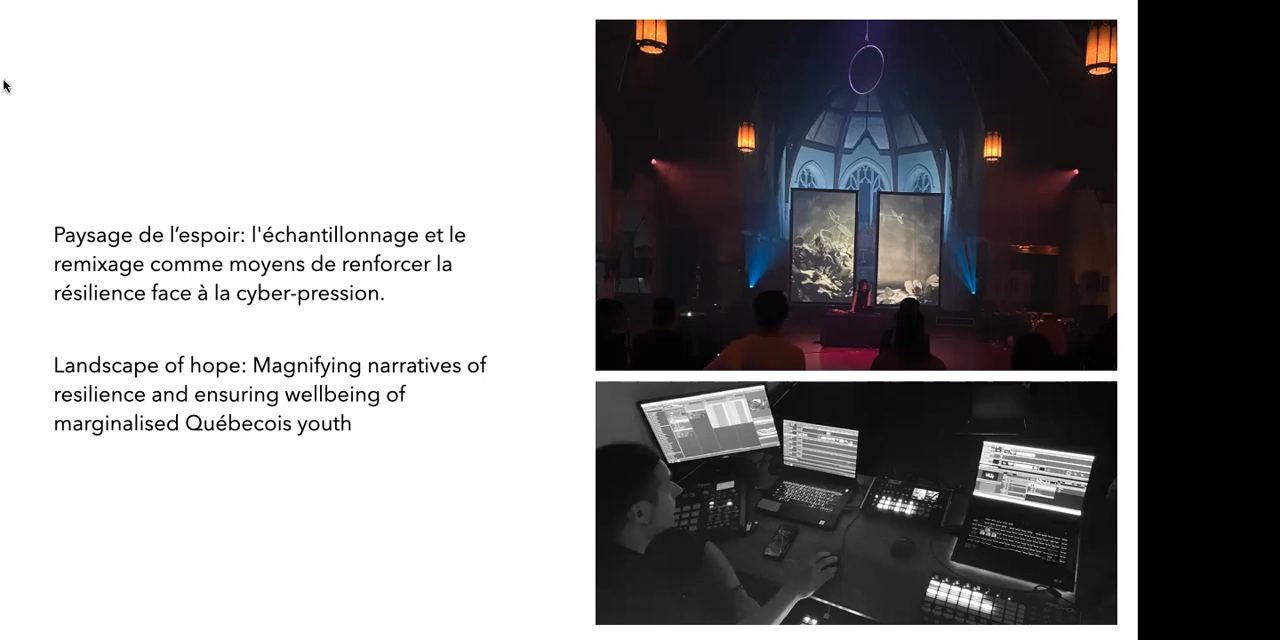 Paysage de l’espoir: l'échantillonnage et le
remixage comme moyens de renforcer la
résilience face à la cyber-pression.
Landscape of hope: Magnifying narratives of
resilience and ensuring wellbeing of
marginalised Québecois youth